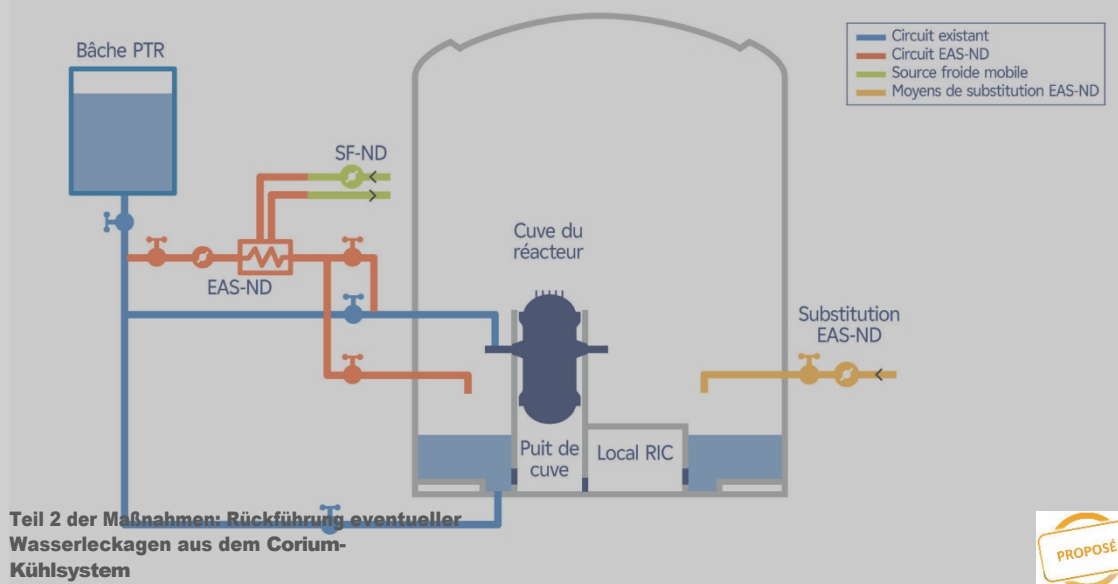 Bâche PTR
Circuit existant
Circuit EAS-ND
Source froide mobile
Moyens de substitution EAS-ND
SF-ND
Cuve du
réacteur
EAS-ND
Substitution
EAS-ND
Puit de
cuve
Local RIC
Teil 2 der Maßnahmen: Rückführung eventueller
Wasserleckagen aus dem Corium-
Kühlsystem
PROPOSÉ